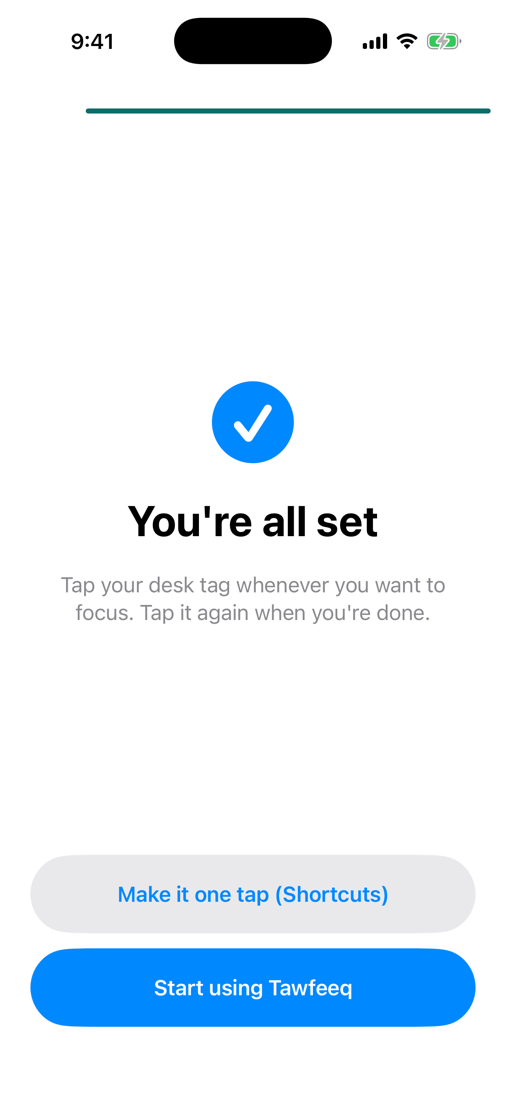 9:41
You're all set
Tap your desk tag whenever you want to
focus. Tap it again when you're done.
Make it one tap (Shortcuts)
Start using Tawfeeq